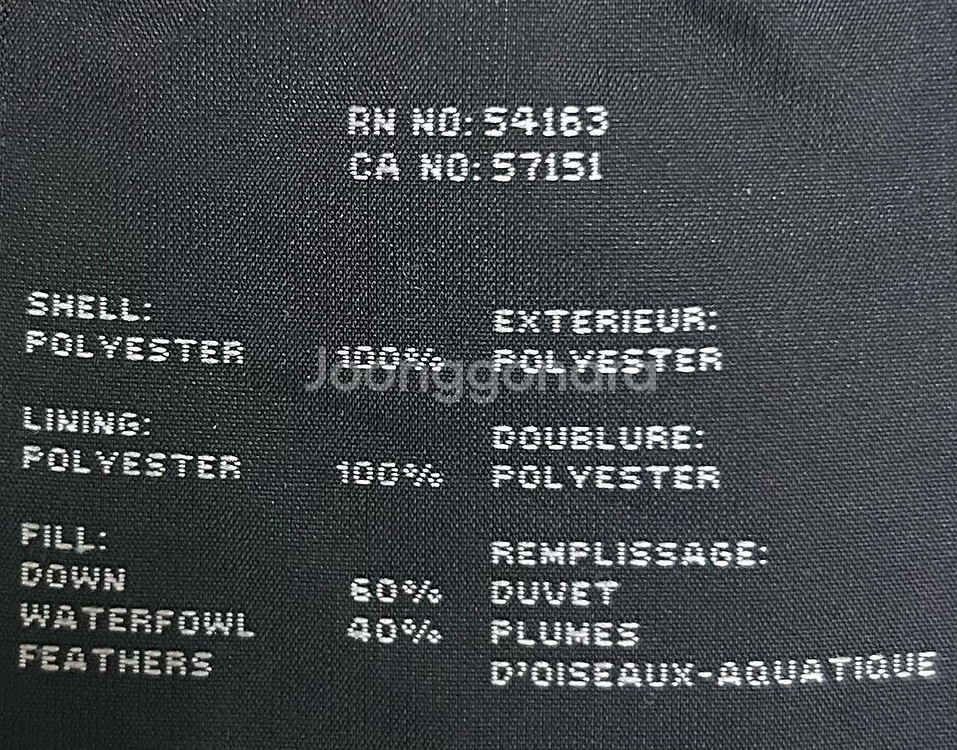 RN NO: 54163
CA NO: 57151
SHELL:
POLYESTER 100%
LINING:
POLYESTER 100%
FILL:
DOWN 60%
WATERFOWL 40%
FEATHERS
EXTERIEUR:
POLYESTER
DOUBLURE:
POLYESTER
REMPLISSAGE:
DUVET
PLUMES
D'OISEAUX-AQUATIQUE
Joonggonara